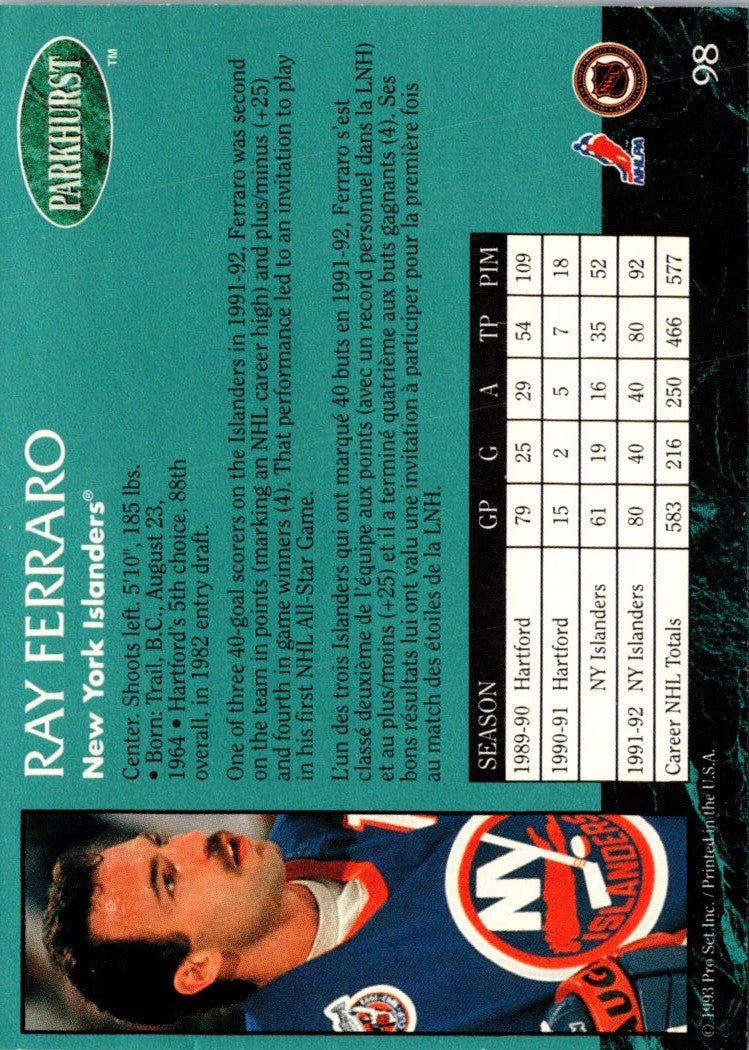 PARKHURST
TM
RAY FERRARO
New York Islanders®
Center. Shoots left. 5'10", 185 lbs.
• Born: Trail, B.C., August 23,
1964 • Hartford's 5th choice, 88th
overall, in 1982 entry draft.
One of three 40-goal scorers on the Islanders in 1991-92, Ferraro was second
on the team in points (marking an NHL career high) and plus/minus (+25)
and fourth in game winners (4). That performance led to an invitation to play
in his first NHL All-Star Game.
L'un des trois Islanders qui ont marqué 40 buts en 1991-92, Ferraro s'est
classé deuxième de l'équipe aux points (avec un record personnel dans la LNH)
et au plus/moins (+25) et il a terminé quatrième aux buts gagnants (4). Ses
bons résultats lui ont valu une invitation à participer pour la première fois
au match des étoiles de la LNH.
SEASON GP G A TP PIM
1989-90 Hartford 79 25 29 54 109
1990-91 Hartford 15 2 5 7 18
NY Islanders 61 19 16 35 52
1991-92 NY Islanders 80 40 40 80 92
Career NHL Totals 583 216 250 466 577
NHLPA
NHL
98
NY
ISLANDERS
© 1993 Pro Set, Inc. / Printed in the U.S.A.